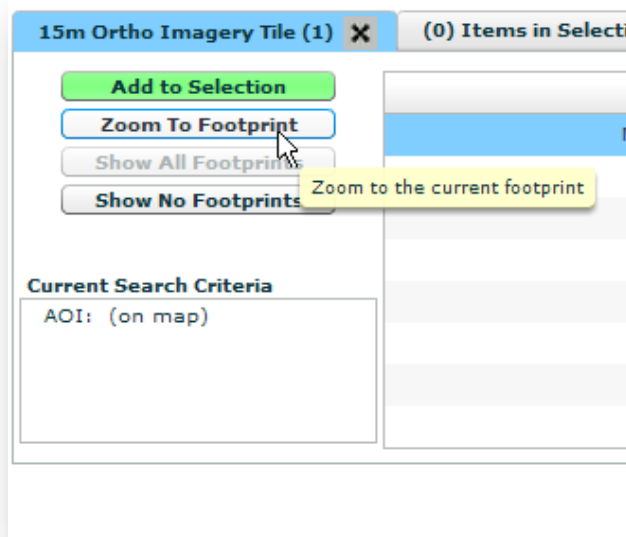 15m Ortho Imagery Tile (1)
(0) Items in
Add to Selection
Zoom To Footprint
Show All Footprints
Zoom to the current footprint
Show No Footprints
Current Search Criteria
AOI: (on map)